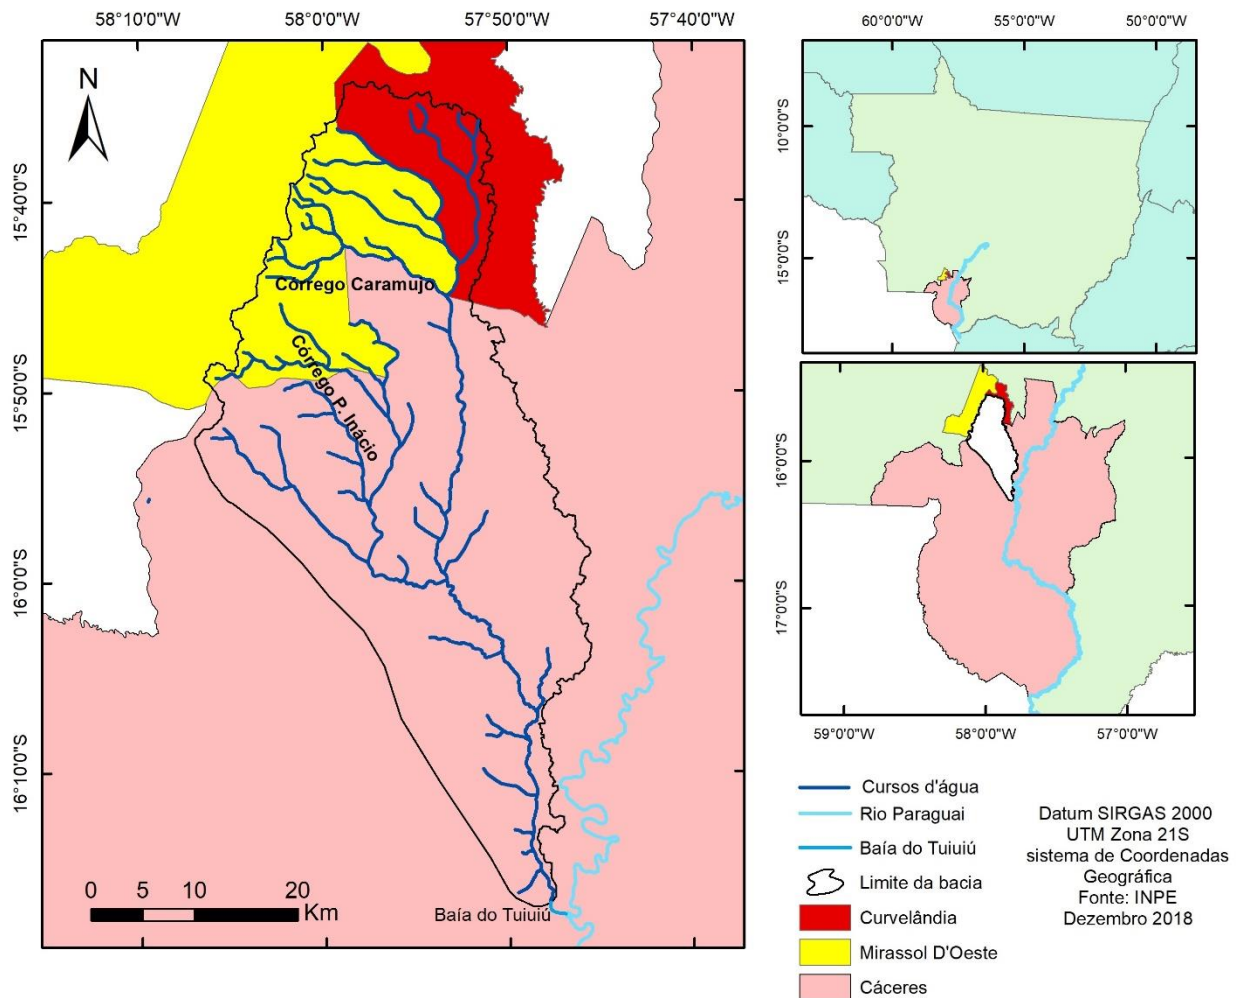 58°10'0"W 58°00'0"W 57°50'0"W 57°40'0"W
N
15°40'0"S
15°50'0"S
16°0'0"S
16°10'0"S
Córrego Caramujo
Córrego P. Inácio
Baía do Tuiuiú
0 5 10 20
Km
60°0'0"W 55°0'0"W 50°0'0"W
10°0'0"S
15°0'0"S
16°0'0"S
17°0'0"S
59°0'0"W 58°0'0"W 57°0'0"W
Cursos d'água
Rio Paraguai
Baía do Tuiuiú
Limite da bacia
Curvelândia
Mirassol D'Oeste
Cáceres
Datum SIRGAS 2000
UTM Zona 21S
sistema de Coordenadas
Geográfica
Fonte: INPE
Dezembro 2018